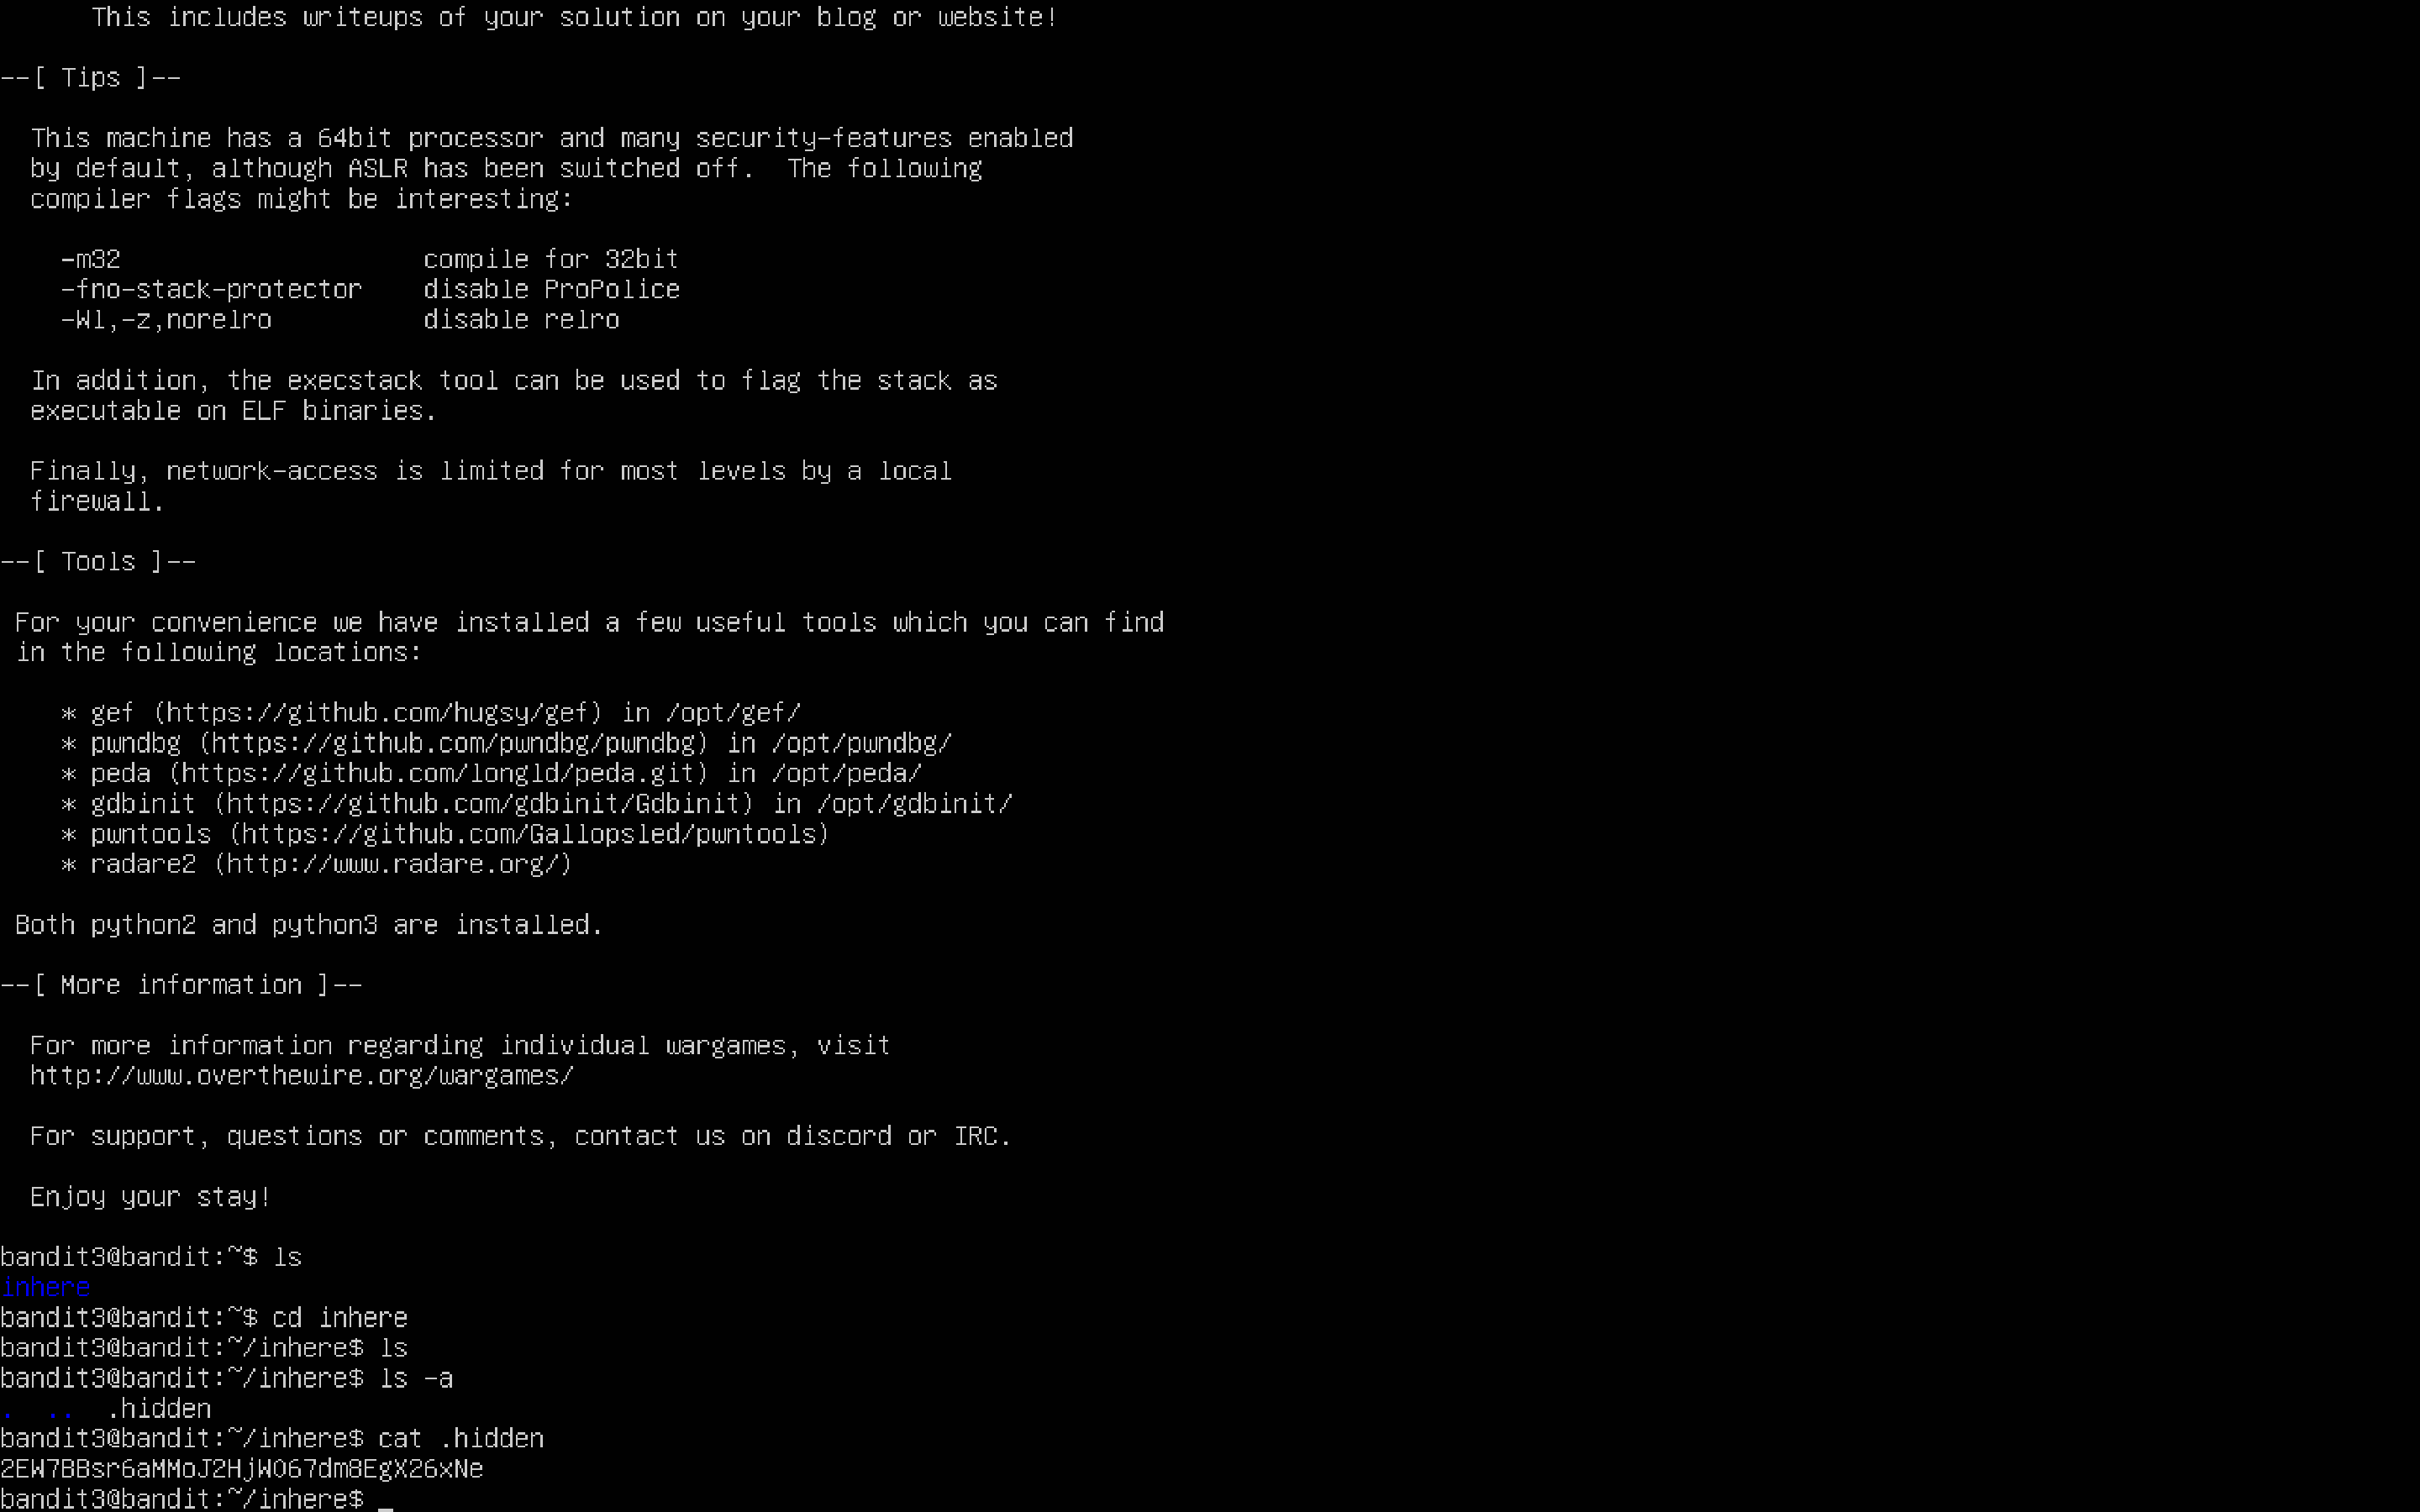 This includes writeups of your solution on your blog or website!
--[ Tips ]--
This machine has a 64bit processor and many security-features enabled
by default, although ASLR has been switched off.  The following
compiler flags might be interesting:
-m32                    compile for 32bit
-fno-stack-protector    disable ProPolice
-Wl,-z,norelro          disable relro
In addition, the execstack tool can be used to flag the stack as
executable on ELF binaries.
Finally, network-access is limited for most levels by a local
firewall.
--[ Tools ]--
For your convenience we have installed a few useful tools which you can find
in the following locations:
* gef (https://github.com/hugsy/gef) in /opt/gef/
* pwndbg (https://github.com/pwndbg/pwndbg) in /opt/pwndbg/
* peda (https://github.com/longld/peda.git) in /opt/peda/
* gdbinit (https://github.com/gdbinit/Gdbinit) in /opt/gdbinit/
* pwntools (https://github.com/Gallopsled/pwntools)
* radare2 (http://www.radare.org/)
Both python2 and python3 are installed.
--[ More information ]--
For more information regarding individual wargames, visit
http://www.overthewire.org/wargames/
For support, questions or comments, contact us on discord or IRC.
Enjoy your stay!
bandit3@bandit:~$ ls
inhere
bandit3@bandit:~$ cd inhere
bandit3@bandit:~/inhere$ ls
bandit3@bandit:~/inhere$ ls -a
.  ..  .hidden
bandit3@bandit:~/inhere$ cat .hidden
2EW7BBsr6aMMoJ2HjW067dm8EgX26xNe
bandit3@bandit:~/inhere$ _